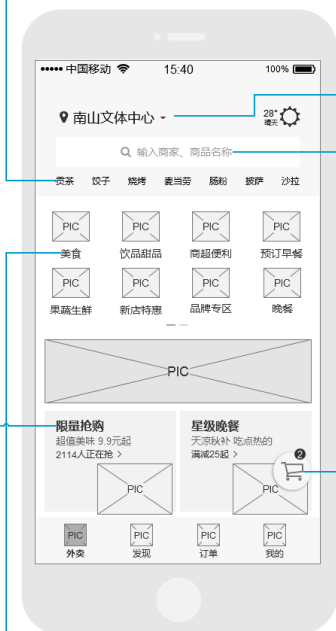 中国移动 15:40 100%
南山文体中心 28° 晴天
输入商家、商品名称
贡茶 饺子 烧烤 麦当劳 肠粉 披萨 沙拉
PIC PIC PIC PIC
美食 饮品甜品 商超便利 预订早餐
PIC PIC PIC PIC
果蔬生鲜 新店特惠 品牌专区 晚餐
PIC
限量抢购 星级晚餐
超值美味 9.9元起 天凉秋补 吃点热的
2114人正在抢 > 满减25起 >
2
PIC PIC
PIC PIC PIC PIC
外卖 发现 订单 我的